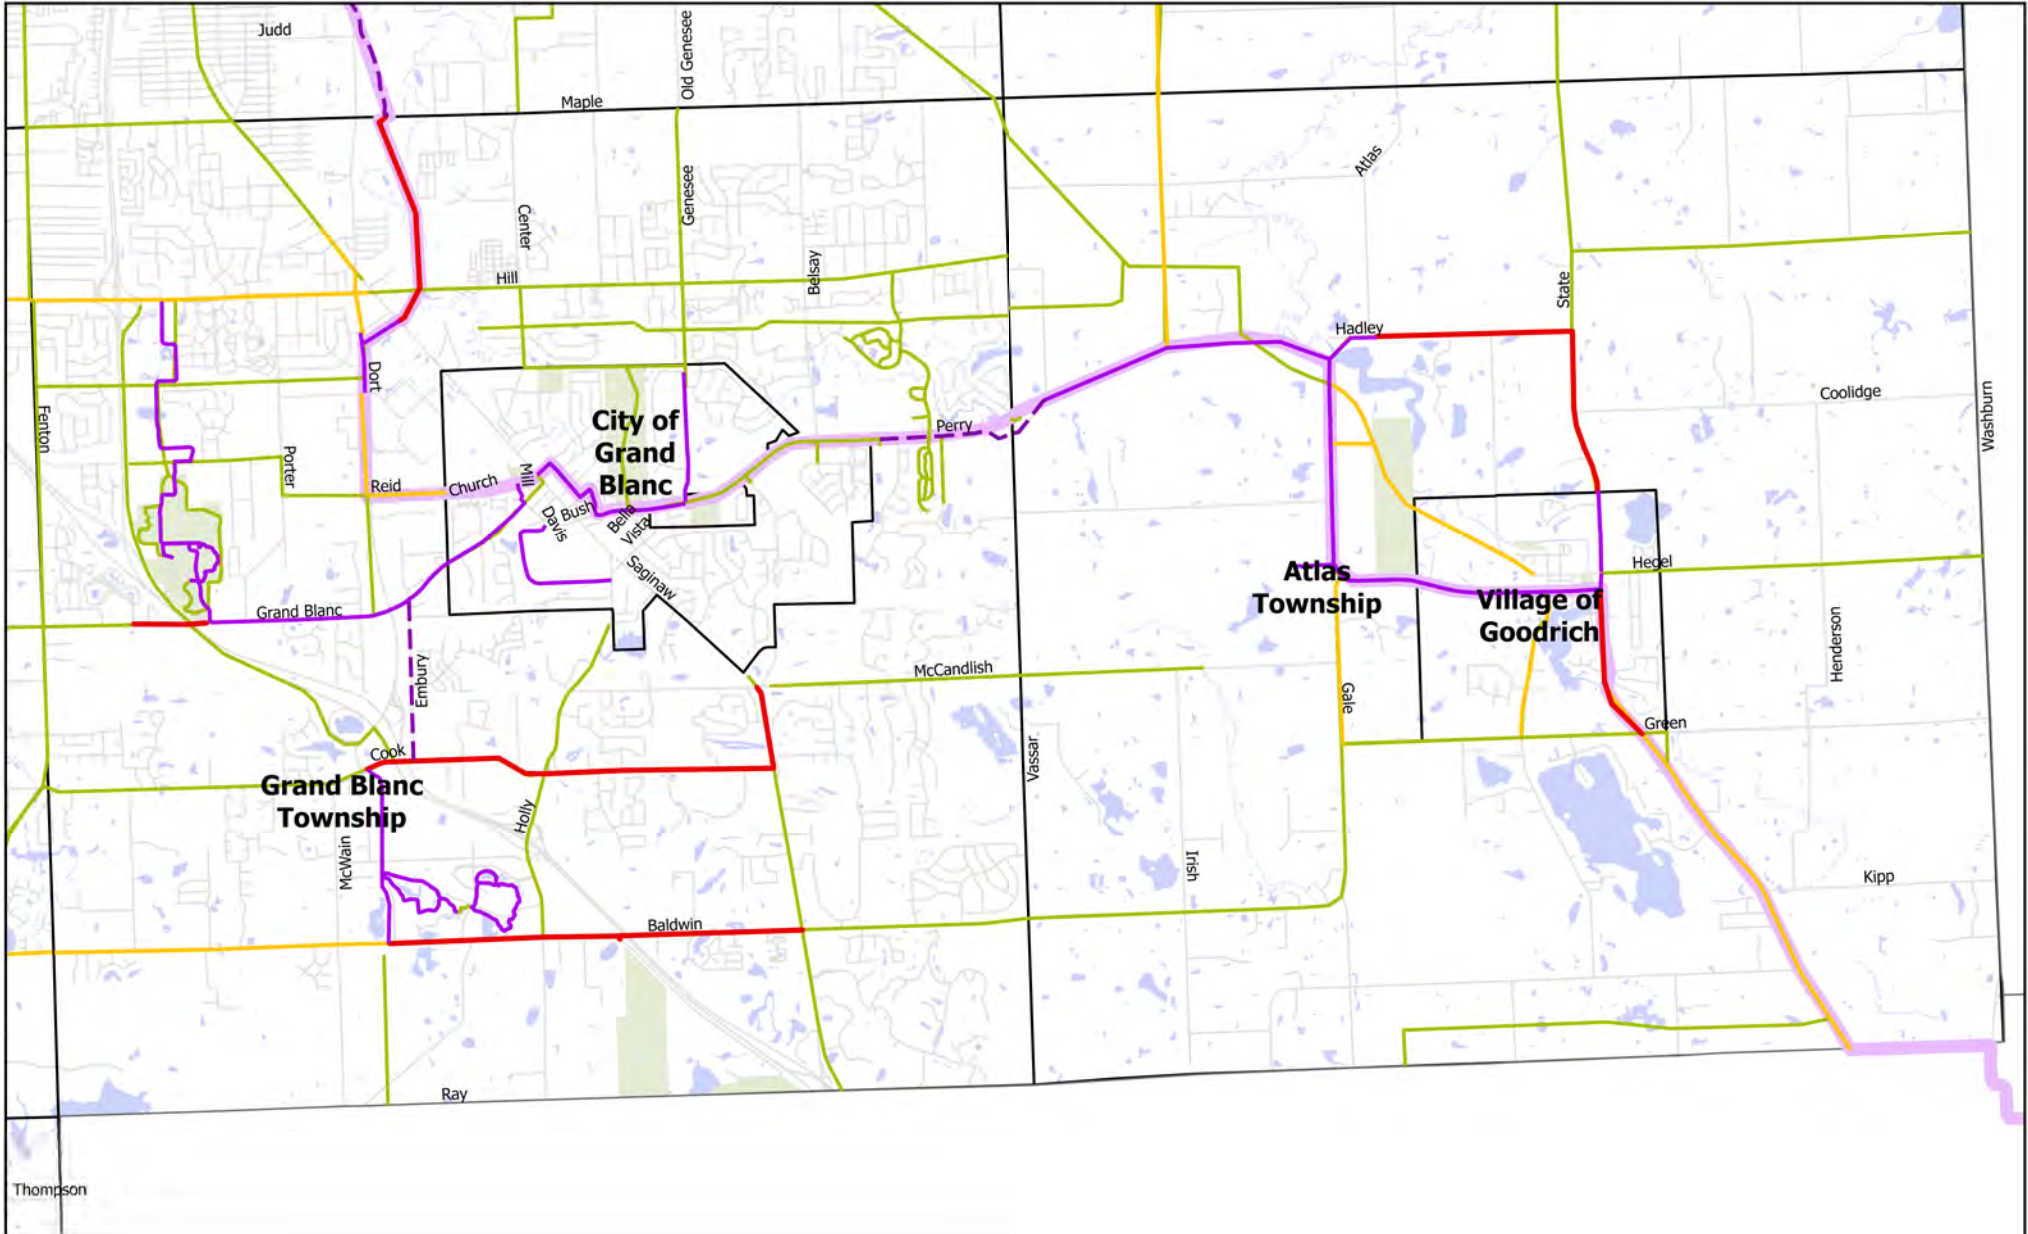 Judd
Old Genesee
Maple
Atlas
Genesee
Center
Belsay
Hill
State
Hadley
Dort
Coolidge
Washburn
Fenton
City of
Grand
Blanc
Perry
Porter
Mill
Reid
Church
Davis
Bush
Bella
Vista
Saginaw
Hegel
Atlas
Township
Village of
Goodrich
Grand Blanc
Henderson
McCandlish
Embury
Gale
Green
Cook
Vassar
Grand Blanc
Township
Holly
McWain
Irish
Kipp
Baldwin
Ray
Thompson